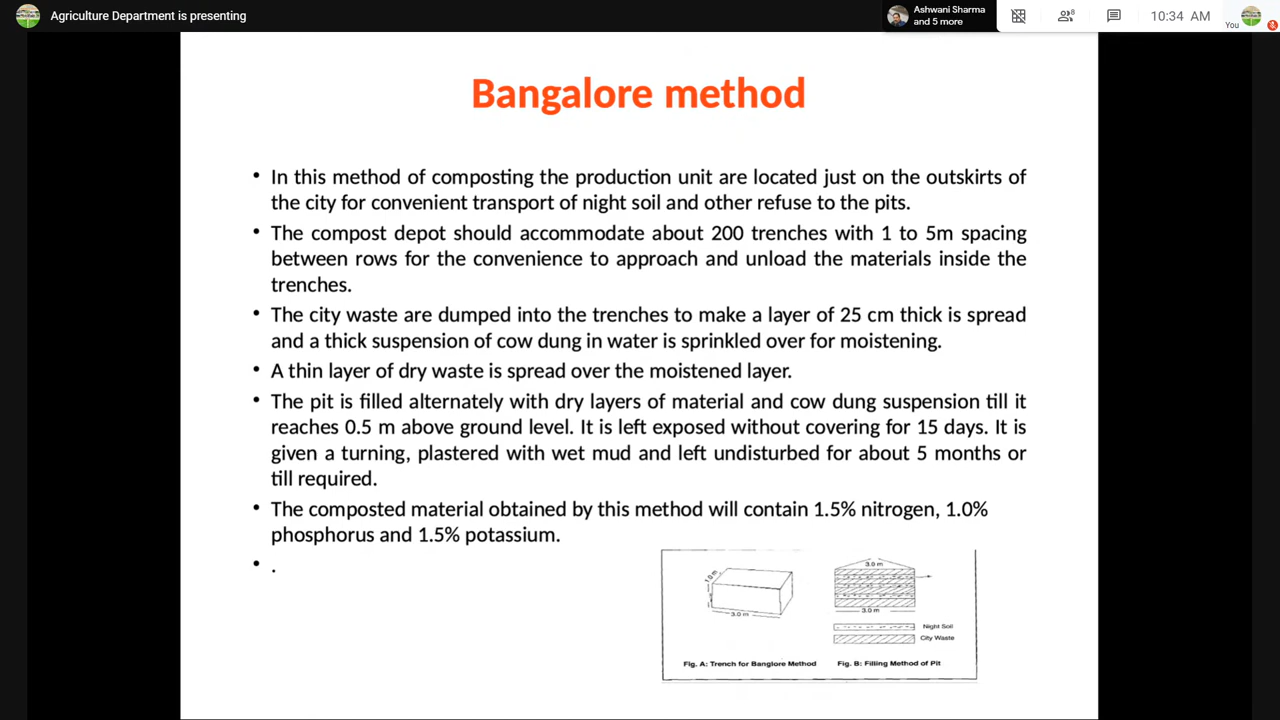 Agriculture Department is presenting
Ashwani Sharma
and 5 more
8
10:34 AM
You
Bangalore method
• In this method of composting the production unit are located just on the outskirts of
the city for convenient transport of night soil and other refuse to the pits.
• The compost depot should accommodate about 200 trenches with 1 to 5m spacing
between rows for the convenience to approach and unload the materials inside the
trenches.
• The city waste are dumped into the trenches to make a layer of 25 cm thick is spread
and a thick suspension of cow dung in water is sprinkled over for moistening.
• A thin layer of dry waste is spread over the moistened layer.
• The pit is filled alternately with dry layers of material and cow dung suspension till it
reaches 0.5 m above ground level. It is left exposed without covering for 15 days. It is
given a turning, plastered with wet mud and left undisturbed for about 5 months or
till required.
• The composted material obtained by this method will contain 1.5% nitrogen, 1.0%
phosphorus and 1.5% potassium.
• .
1.0 m
3.0 m
3.0 m
3.0 m
Night Soil
City Waste
Fig. A: Trench for Banglore Method
Fig. B: Filling Method of Pit